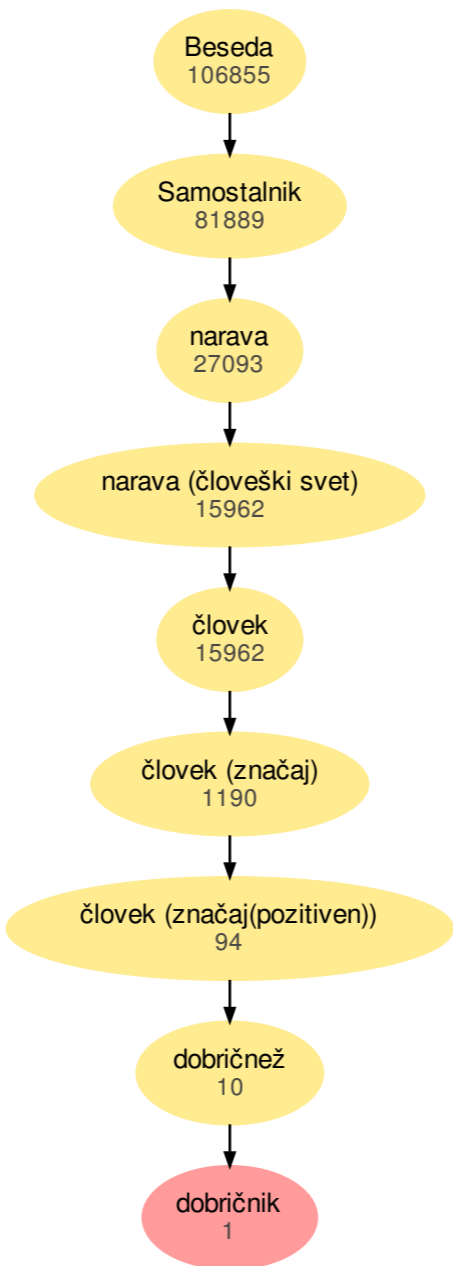 Beseda
106855
Samostalnik
81889
narava
27093
narava (človeški svet)
15962
človek
15962
človek (značaj)
1190
človek (značaj(pozitiven))
94
dobričnež
10
dobričnik
1